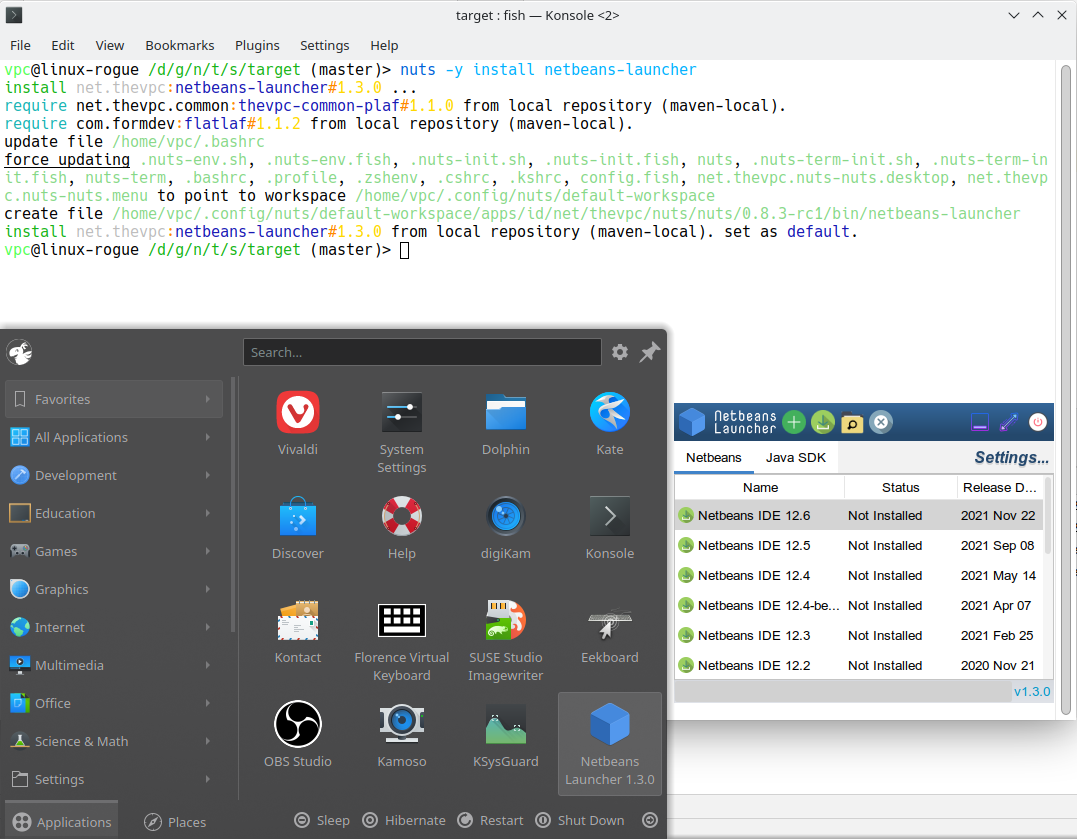 target : fish — Konsole <2>
File Edit View Bookmarks Plugins Settings Help
vpc@linux-rogue /d/g/n/t/s/target (master)> nuts -y install netbeans-launcher
install net.thevpc:netbeans-launcher#1.3.0 ...
require net.thevpc.common:thevpc-common-plaf#1.1.0 from local repository (maven-local).
require com.formdev:flatlaf#1.1.2 from local repository (maven-local).
update file /home/vpc/.bashrc
force updating .nuts-env.sh, .nuts-env.fish, .nuts-init.sh, .nuts-init.fish, nuts, .nuts-term-init.sh, .nuts-term-in
it.fish, nuts-term, .bashrc, .profile, .zshenv, .cshrc, .kshrc, config.fish, net.thevpc.nuts-nuts.desktop, net.thevp
c.nuts-nuts.menu to point to workspace /home/vpc/.config/nuts/default-workspace
create file /home/vpc/.config/nuts/default-workspace/apps/id/net/thevpc/nuts/nuts/0.8.3-rc1/bin/netbeans-launcher
install net.thevpc:netbeans-launcher#1.3.0 from local repository (maven-local). set as default.
vpc@linux-rogue /d/g/n/t/s/target (master)>
Search...
Favorites
All Applications
Development
Education
Games
Graphics
Internet
Multimedia
Office
Science & Math
Settings
Vivaldi
System
Settings
Dolphin
Kate
Discover
Help
digiKam
Konsole
Kontact
Florence Virtual
Keyboard
SUSE Studio
Imagewriter
Eekboard
OBS Studio
Kamoso
KSysGuard
Netbeans
Launcher 1.3.0
Applications Places Sleep Hibernate Restart Shut Down
Netbeans
Launcher
Netbeans Java SDK Settings...
Name Status Release D...
Netbeans IDE 12.6 Not Installed 2021 Nov 22
Netbeans IDE 12.5 Not Installed 2021 Sep 08
Netbeans IDE 12.4 Not Installed 2021 May 14
Netbeans IDE 12.4-be... Not Installed 2021 Apr 07
Netbeans IDE 12.3 Not Installed 2021 Feb 25
Netbeans IDE 12.2 Not Installed 2020 Nov 21
v1.3.0